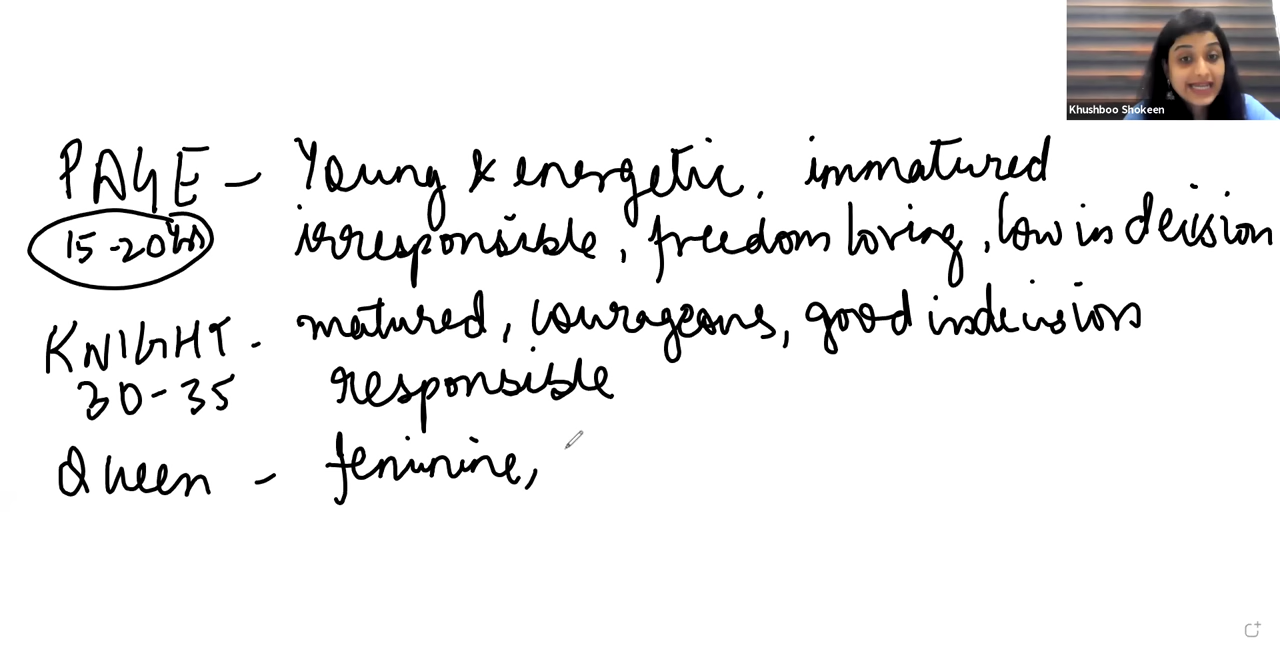 Khushboo Shokeen
PAGE - Young & energetic, immatured
15-20yrs irresponsible, freedom loving, low in decision
KNIGHT - matured, courageous, good in decision
30-35 responsible
Queen - feminine,